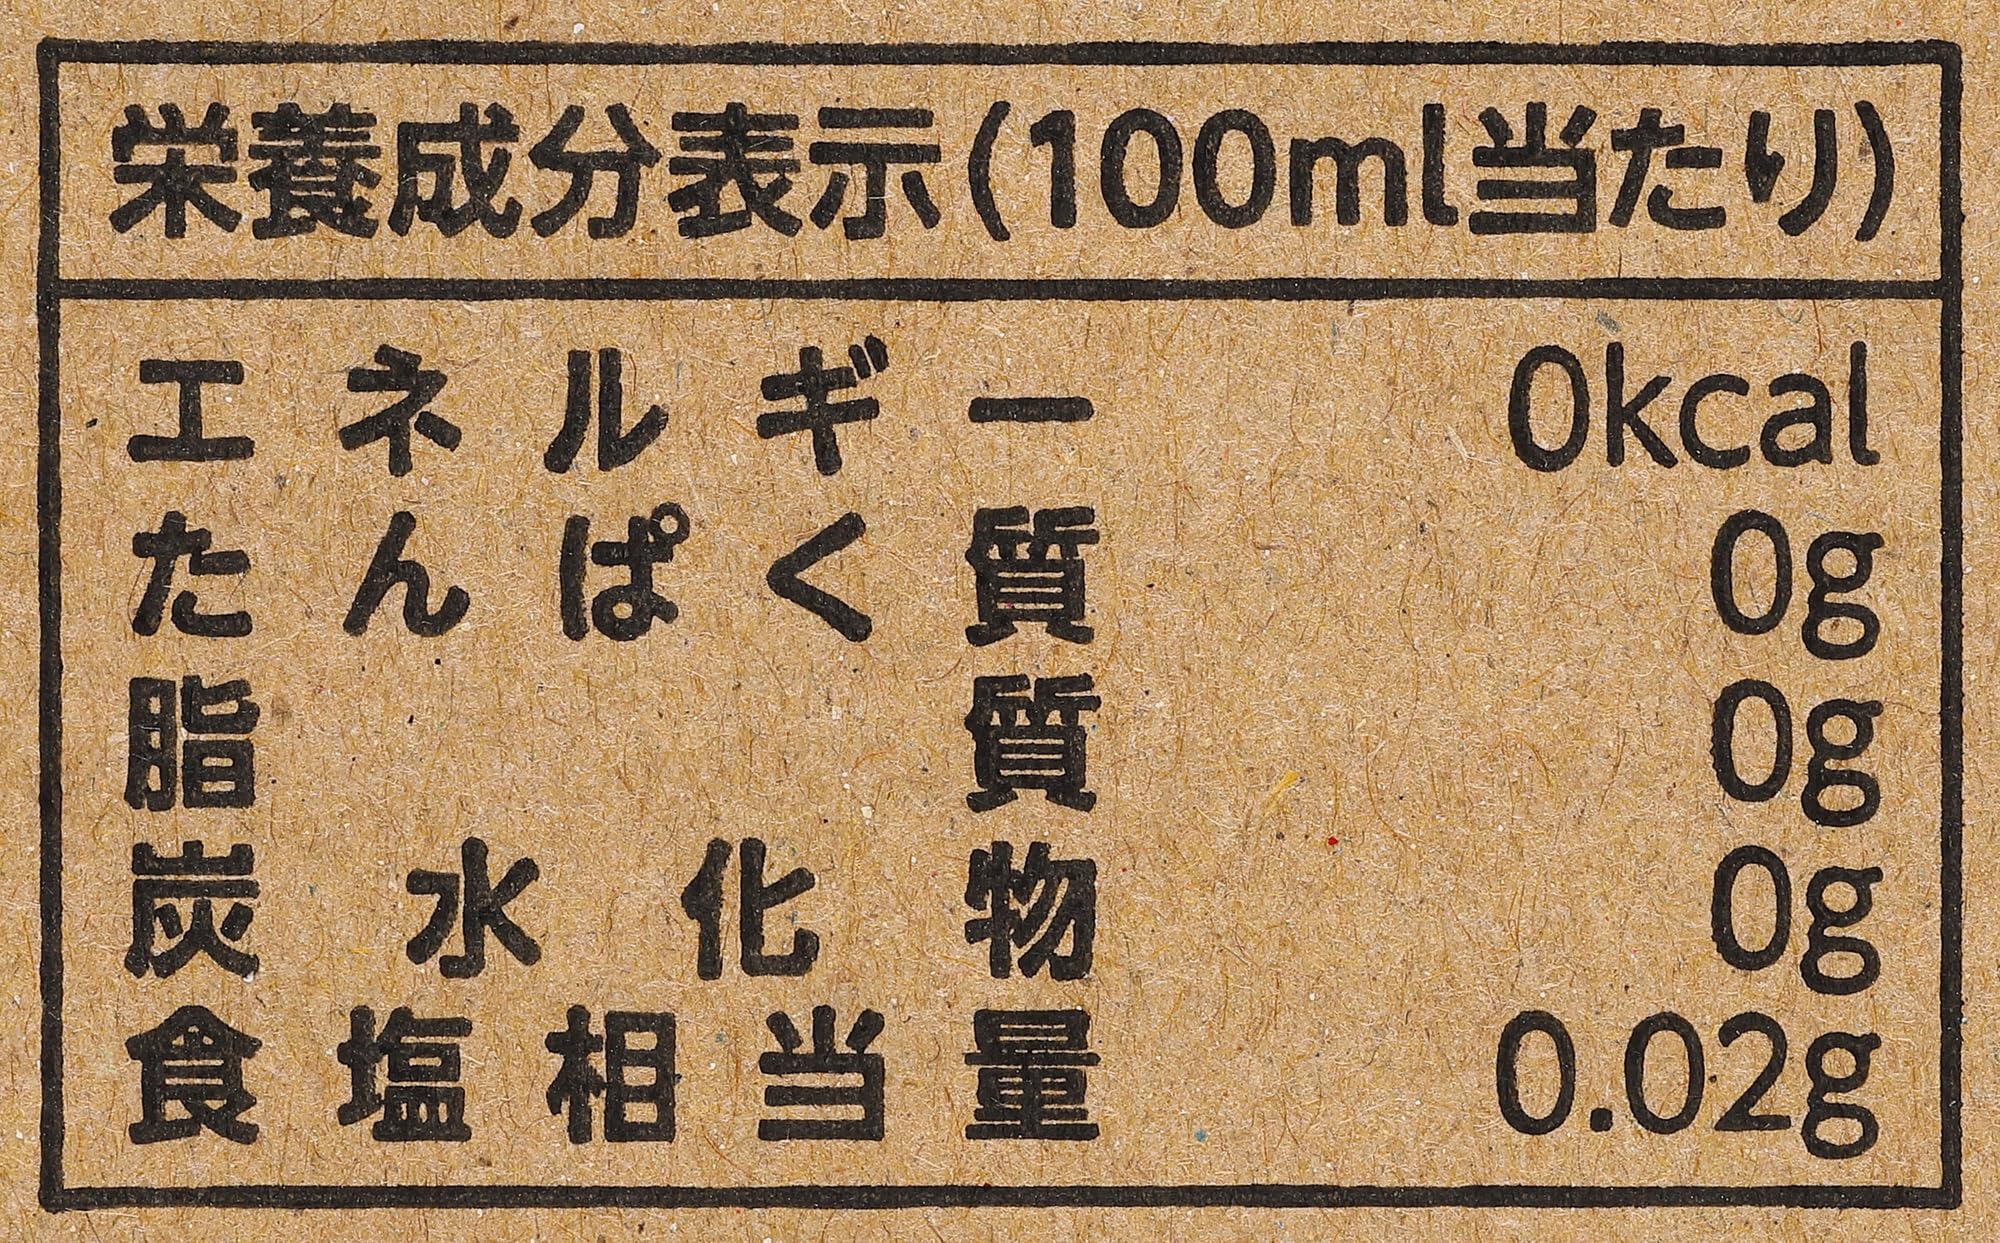 栄養成分表示(100ml当たり)
エネルギー 0kcal
たんぱく質 0g
脂質 0g
炭水化物 0g
食塩相当量 0.02g